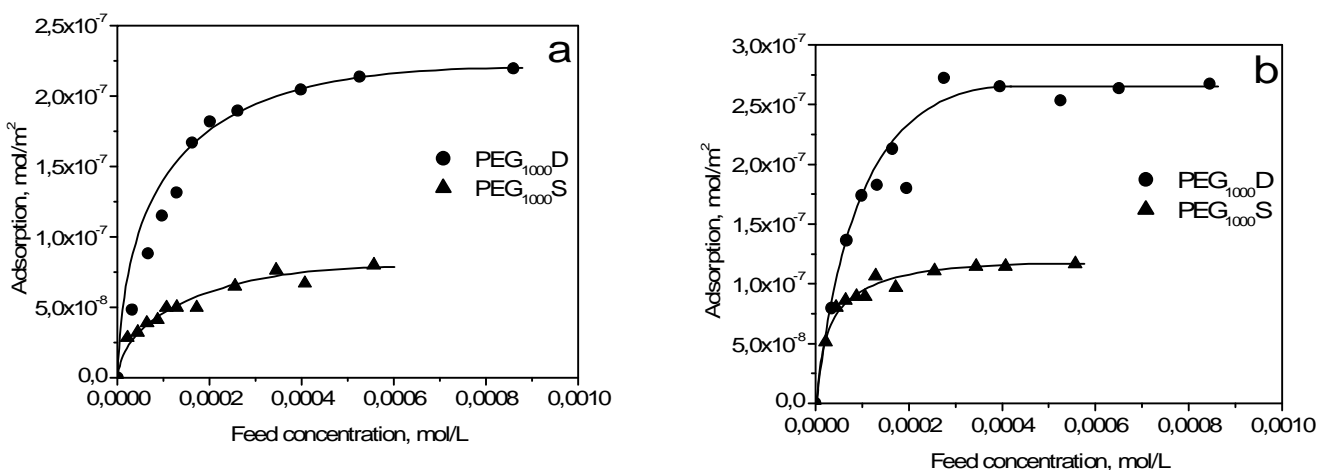 a
2,5x10-7
2,0x10-7
1,5x10-7
1,0x10-7
5,0x10-8
0,0
Adsorption, mol/m2
PEG1000D
PEG1000S
0,0000 0,0002 0,0004 0,0006 0,0008 0,0010
Feed concentration, mol/L
b
3,0x10-7
2,5x10-7
2,0x10-7
1,5x10-7
1,0x10-7
5,0x10-8
0,0
Adsorption, mol/m2
PEG1000D
PEG1000S
0,0000 0,0002 0,0004 0,0006 0,0008 0,0010
Feed concentration, mol/L